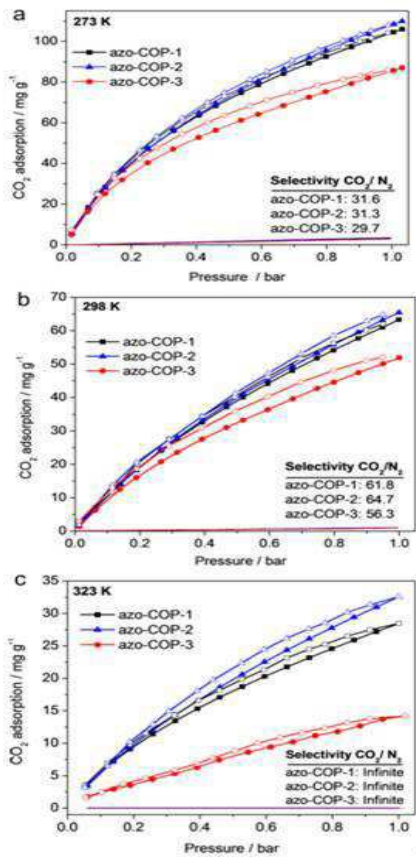 a
273 K
azo-COP-1
azo-COP-2
azo-COP-3
CO₂ adsorption / mg g⁻¹
100
80
60
40
20
0
Selectivity CO₂/ N₂
azo-COP-1: 31.6
azo-COP-2: 31.3
azo-COP-3: 29.7
0.0 0.2 0.4 0.6 0.8 1.0
Pressure / bar
b
298 K
azo-COP-1
azo-COP-2
azo-COP-3
CO₂ adsorption / mg g⁻¹
70
60
50
40
30
20
10
0
Selectivity CO₂/N₂
azo-COP-1: 61.8
azo-COP-2: 64.7
azo-COP-3: 56.3
0.0 0.2 0.4 0.6 0.8 1.0
Pressure / bar
c
323 K
azo-COP-1
azo-COP-2
azo-COP-3
CO₂ adsorption / mg g⁻¹
35
30
25
20
15
10
5
0
Selectivity CO₂/ N₂
azo-COP-1: Infinite
azo-COP-2: Infinite
azo-COP-3: Infinite
0.0 0.2 0.4 0.6 0.8 1.0
Pressure / bar